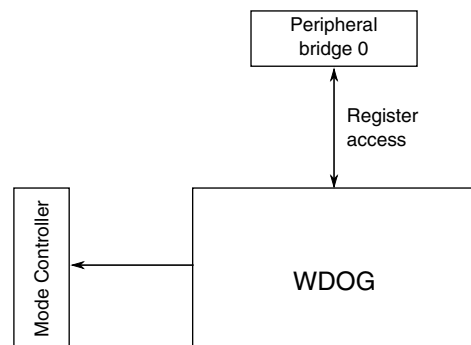 Peripheral
bridge 0
Register
access
Mode Controller
WDOG